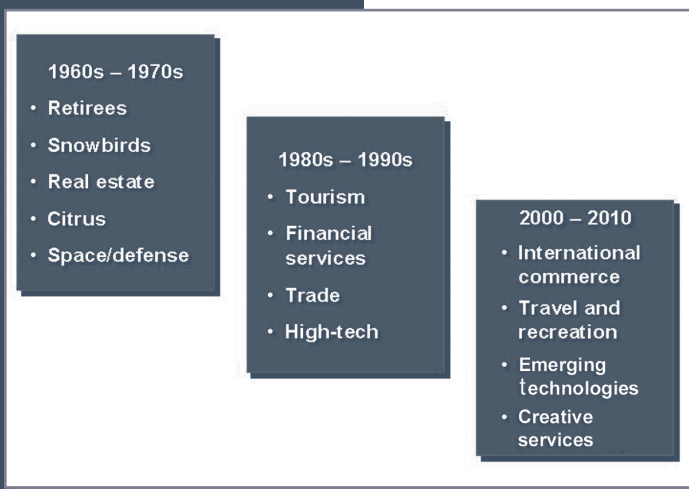 1960s – 1970s
• Retirees
• Snowbirds
• Real estate
• Citrus
• Space/defense
1980s – 1990s
• Tourism
• Financial
services
• Trade
• High-tech
2000 – 2010
• International
commerce
• Travel and
recreation
• Emerging
technologies
• Creative
services